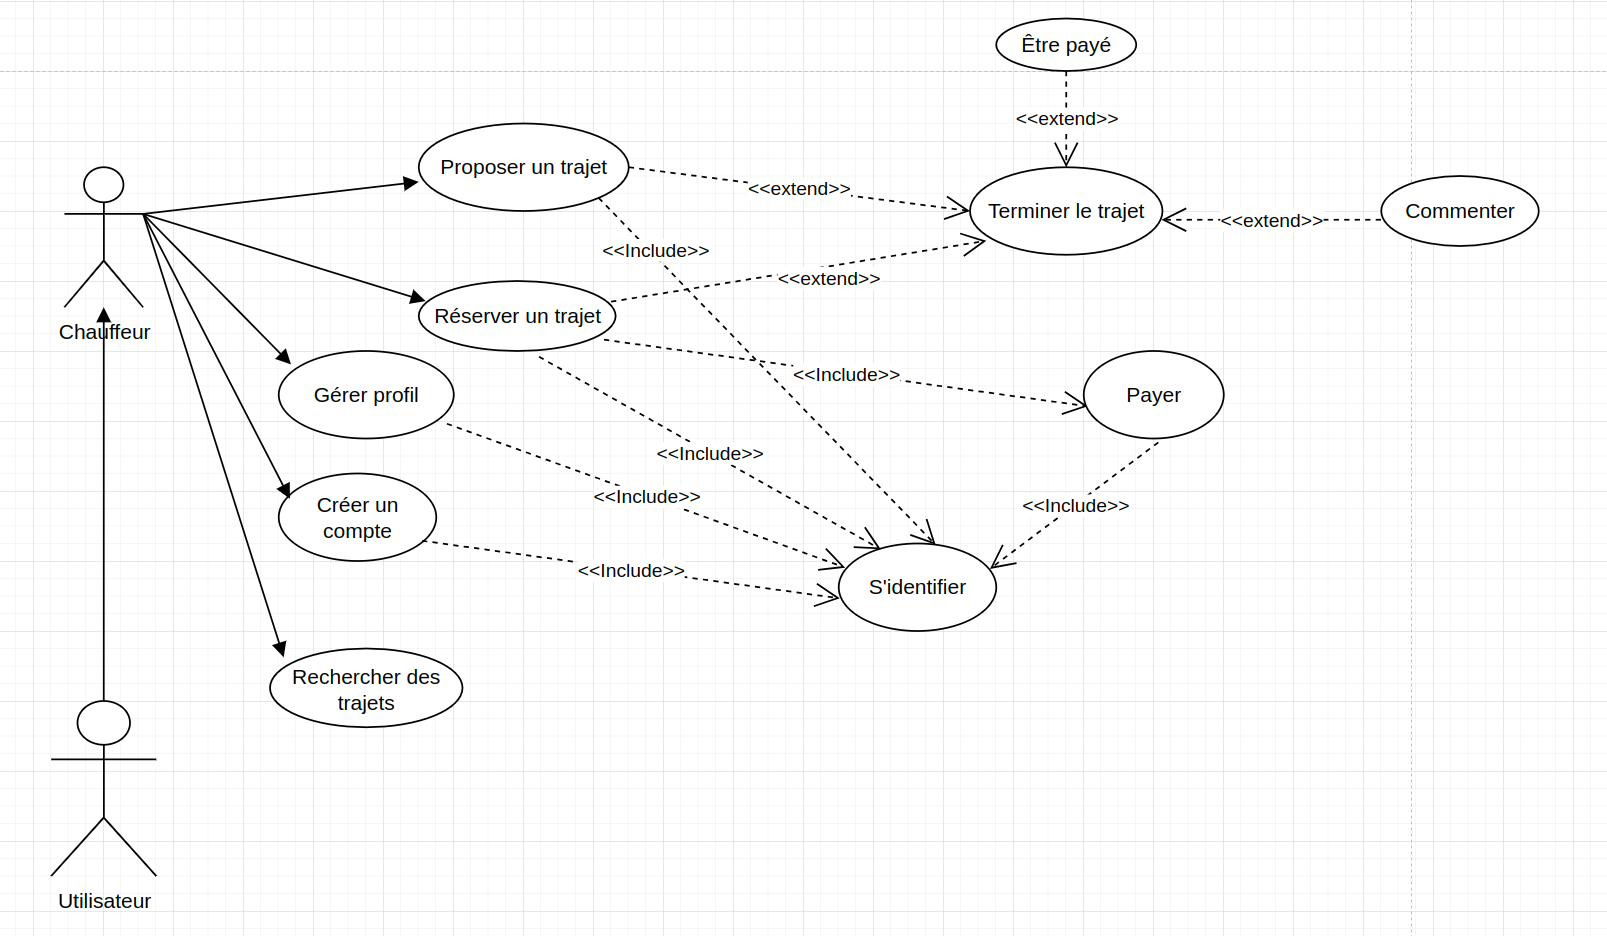 Être payé
<<extend>>
Proposer un trajet
<<extend>>
Terminer le trajet
<<extend>>
Commenter
<<Include>>
<<extend>>
Réserver un trajet
Chauffeur
<<Include>>
Gérer profil
Payer
<<Include>>
<<Include>>
<<Include>>
Créer un
compte
<<Include>>
S'identifier
Rechercher des
trajets
Utilisateur